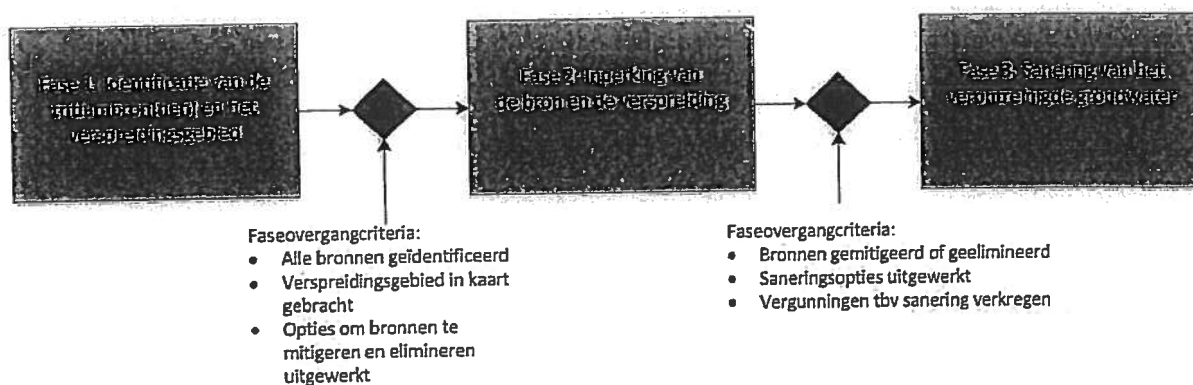 Fase 1: Identificatie van de
en het
verspreidingsgebied
Fase 2: Inperking van
de bron en de verspreiding
Fase 3: Sanering van het
verontreinigde grondwater
Faseovergangcriteria:
• Alle bronnen geïdentificeerd
• Verspreidingsgebied in kaart
gebracht
• Opties om bronnen te
mitigeren en elimineren
uitgewerkt
Faseovergangcriteria:
• Bronnen gemitigeerd of geelimineerd
• Saneringsopties uitgewerkt
• Vergunningen tbv sanering verkregen